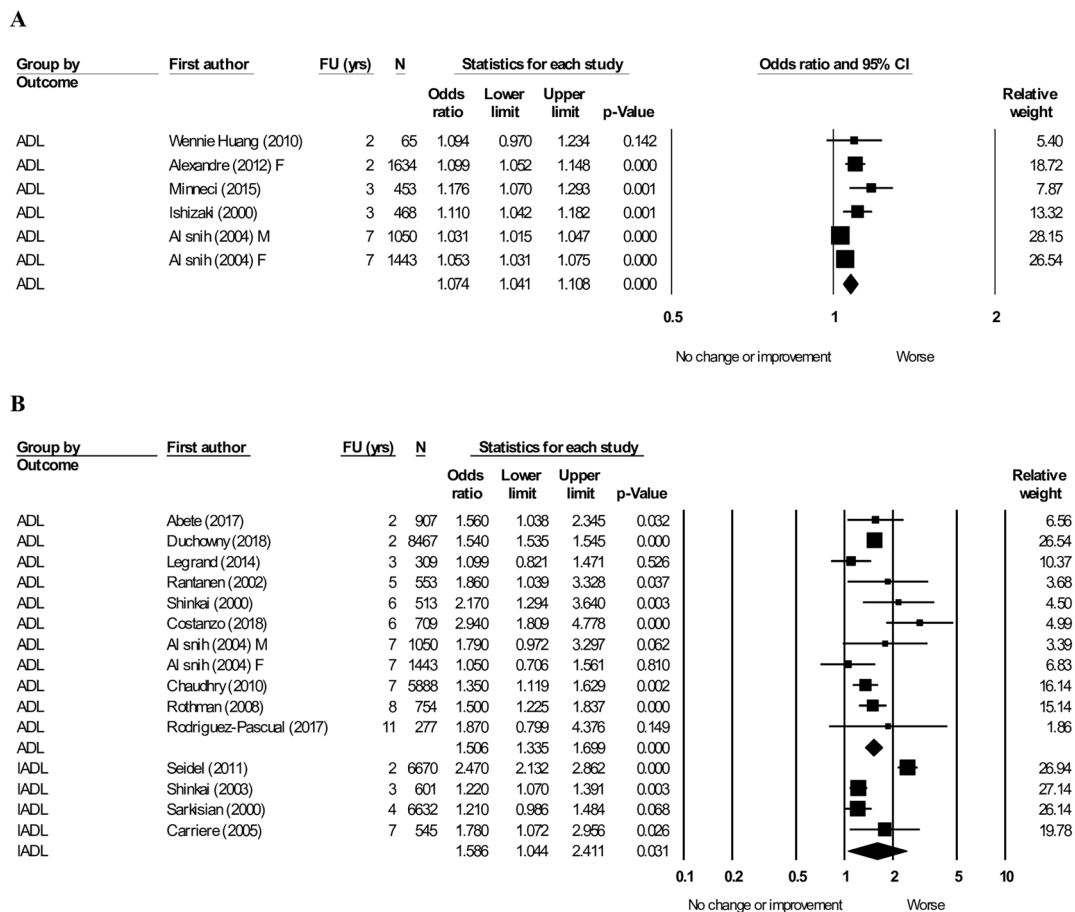 A
Group by First author FU (yrs) N Statistics for each study Odds ratio and 95% CI
Outcome
Odds Lower Upper Relative
ratio limit limit p-Value weight
ADL Wennie Huang (2010) 2 65 1.094 0.970 1.234 0.142 5.40
ADL Alexandre (2012) F 2 1634 1.099 1.052 1.148 0.000 18.72
ADL Minneci (2015) 3 453 1.176 1.070 1.293 0.001 7.87
ADL Ishizaki (2000) 3 468 1.110 1.042 1.182 0.001 13.32
ADL Al snih (2004) M 7 1050 1.031 1.015 1.047 0.000 28.15
ADL Al snih (2004) F 7 1443 1.053 1.031 1.075 0.000 26.54
ADL 1.074 1.041 1.108 0.000
0.5 1 2
No change or improvement Worse
B
Group by First author FU (yrs) N Statistics for each study
Outcome
Odds Lower Upper Relative
ratio limit limit p-Value weight
ADL Abete (2017) 2 907 1.560 1.038 2.345 0.032 6.56
ADL Duchowny (2018) 2 8467 1.540 1.535 1.545 0.000 26.54
ADL Legrand (2014) 3 309 1.099 0.821 1.471 0.526 10.37
ADL Rantanen (2002) 5 553 1.860 1.039 3.328 0.037 3.68
ADL Shinkai (2000) 6 513 2.170 1.294 3.640 0.003 4.50
ADL Costanzo (2018) 6 709 2.940 1.809 4.778 0.000 4.99
ADL Al snih (2004) M 7 1050 1.790 0.972 3.297 0.062 3.39
ADL Al snih (2004) F 7 1443 1.050 0.706 1.561 0.810 6.83
ADL Chaudhry (2010) 7 5888 1.350 1.119 1.629 0.002 16.14
ADL Rothman (2008) 8 754 1.500 1.225 1.837 0.000 15.14
ADL Rodriguez-Pascual (2017) 11 277 1.870 0.799 4.376 0.149 1.86
ADL 1.506 1.335 1.699 0.000
IADL Seidel (2011) 2 6670 2.470 2.132 2.862 0.000 26.94
IADL Shinkai (2003) 3 601 1.220 1.070 1.391 0.003 27.14
IADL Sarkisian (2000) 4 6632 1.210 0.986 1.484 0.068 26.14
IADL Carriere (2005) 7 545 1.780 1.072 2.956 0.026 19.78
IADL 1.586 1.044 2.411 0.031
0.1 0.2 0.5 1 2 5 10
No change or improvement Worse